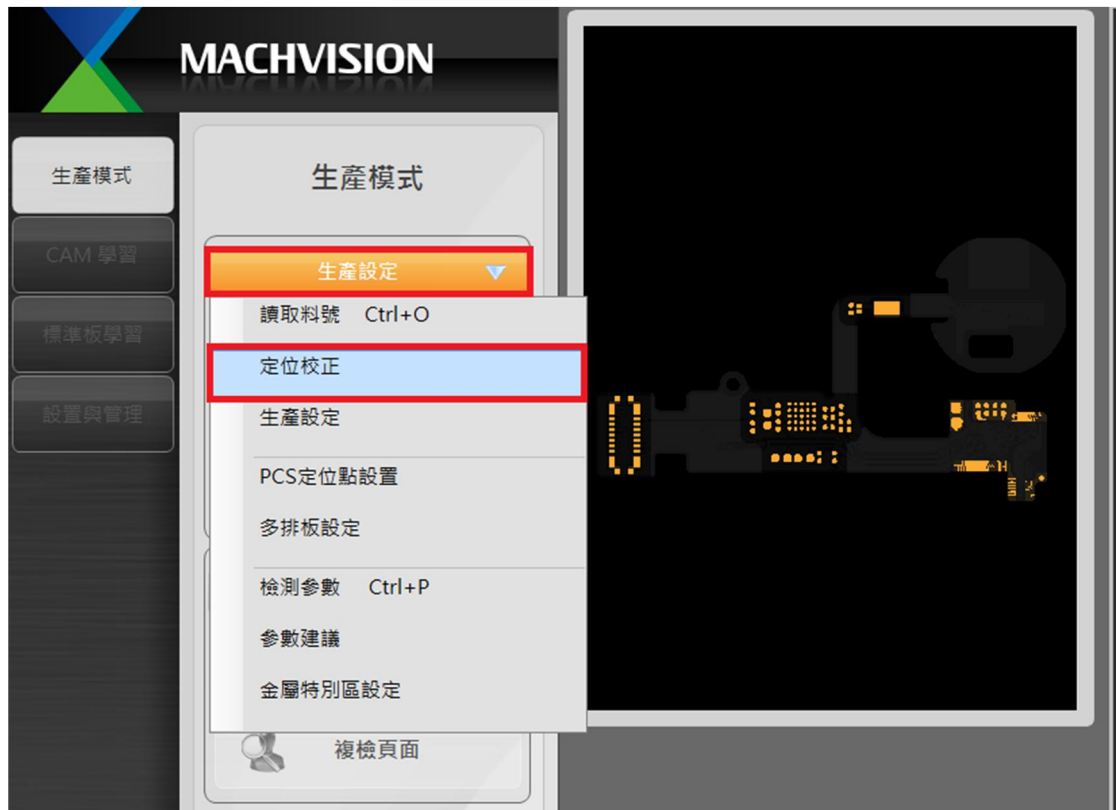 MACHVISION
生產模式
CAM 學習
標準板學習
設置與管理
生產模式
生產設定
讀取料號 Ctrl+O
定位校正
生產設定
PCS定位點設置
多排板設定
檢測參數 Ctrl+P
參數建議
金屬特別區設定
複檢頁面